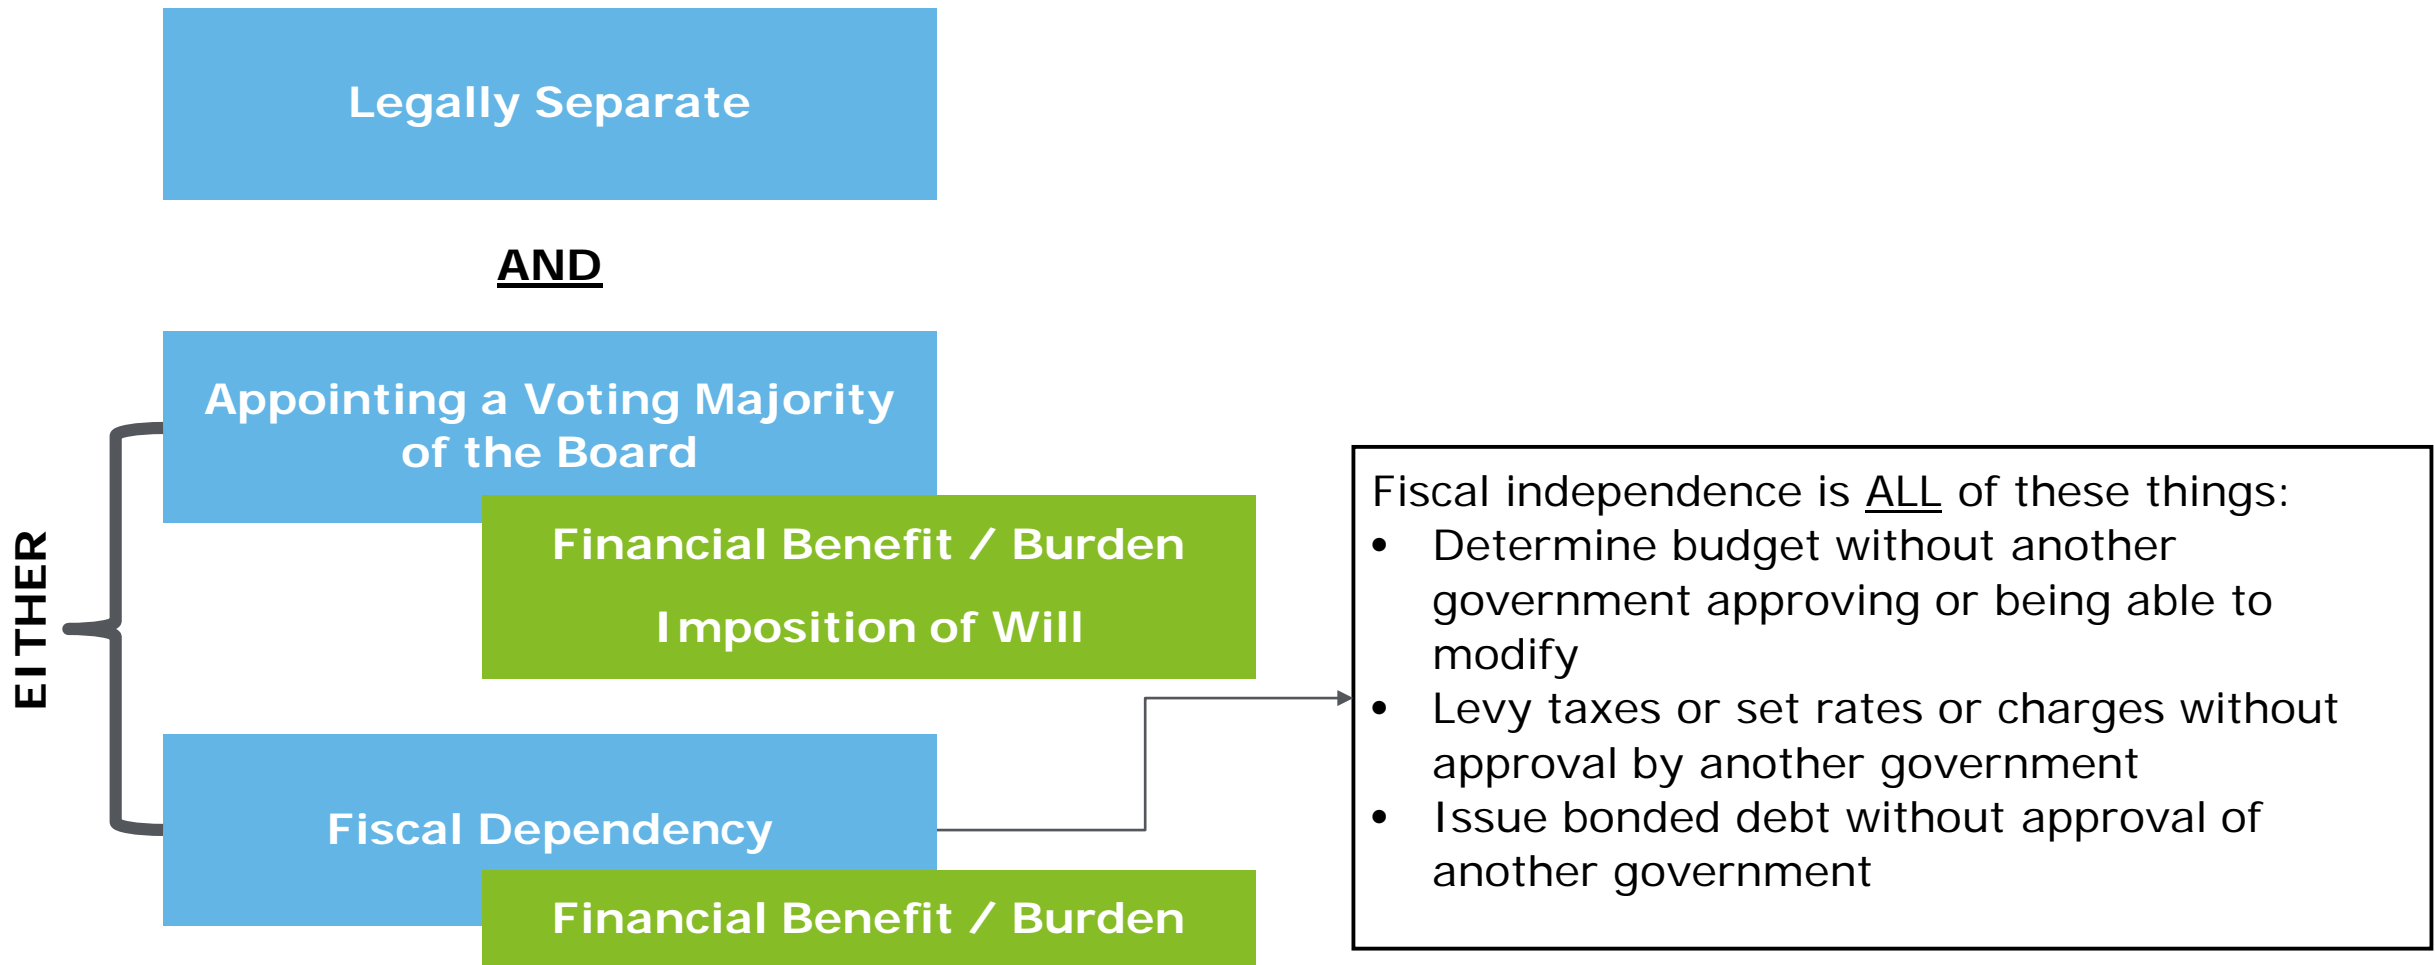 Legally Separate
AND
EITHER
Appointing a Voting Majority
of the Board
Financial Benefit / Burden
Imposition of Will
Fiscal Dependency
Financial Benefit / Burden
Fiscal independence is ALL of these things:
• Determine budget without another
government approving or being able to
modify
• Levy taxes or set rates or charges without
approval by another government
• Issue bonded debt without approval of
another government